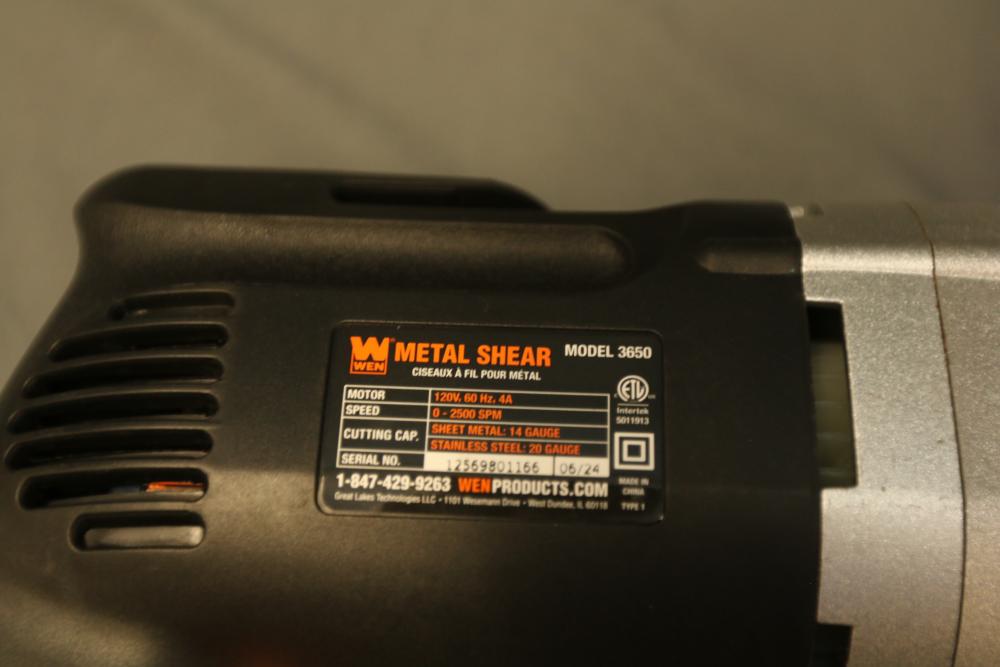 W WEN METAL SHEAR MODEL 3650
CISEAUX À FIL POUR MÉTAL
MOTOR 120V, 60 Hz, 4A
SPEED 0 - 2500 SPM
CUTTING CAP. SHEET METAL: 14 GAUGE
STAINLESS STEEL: 20 GAUGE
SERIAL NO. 12569801166 06/24
1-847-429-9263 WENPRODUCTS.COM
Great Lakes Technologies LLC • 1101 Wesemann Drive • West Dundee, IL 60118
ETL
Intertek
5011913
MADE IN
CHINA
TYPE 1